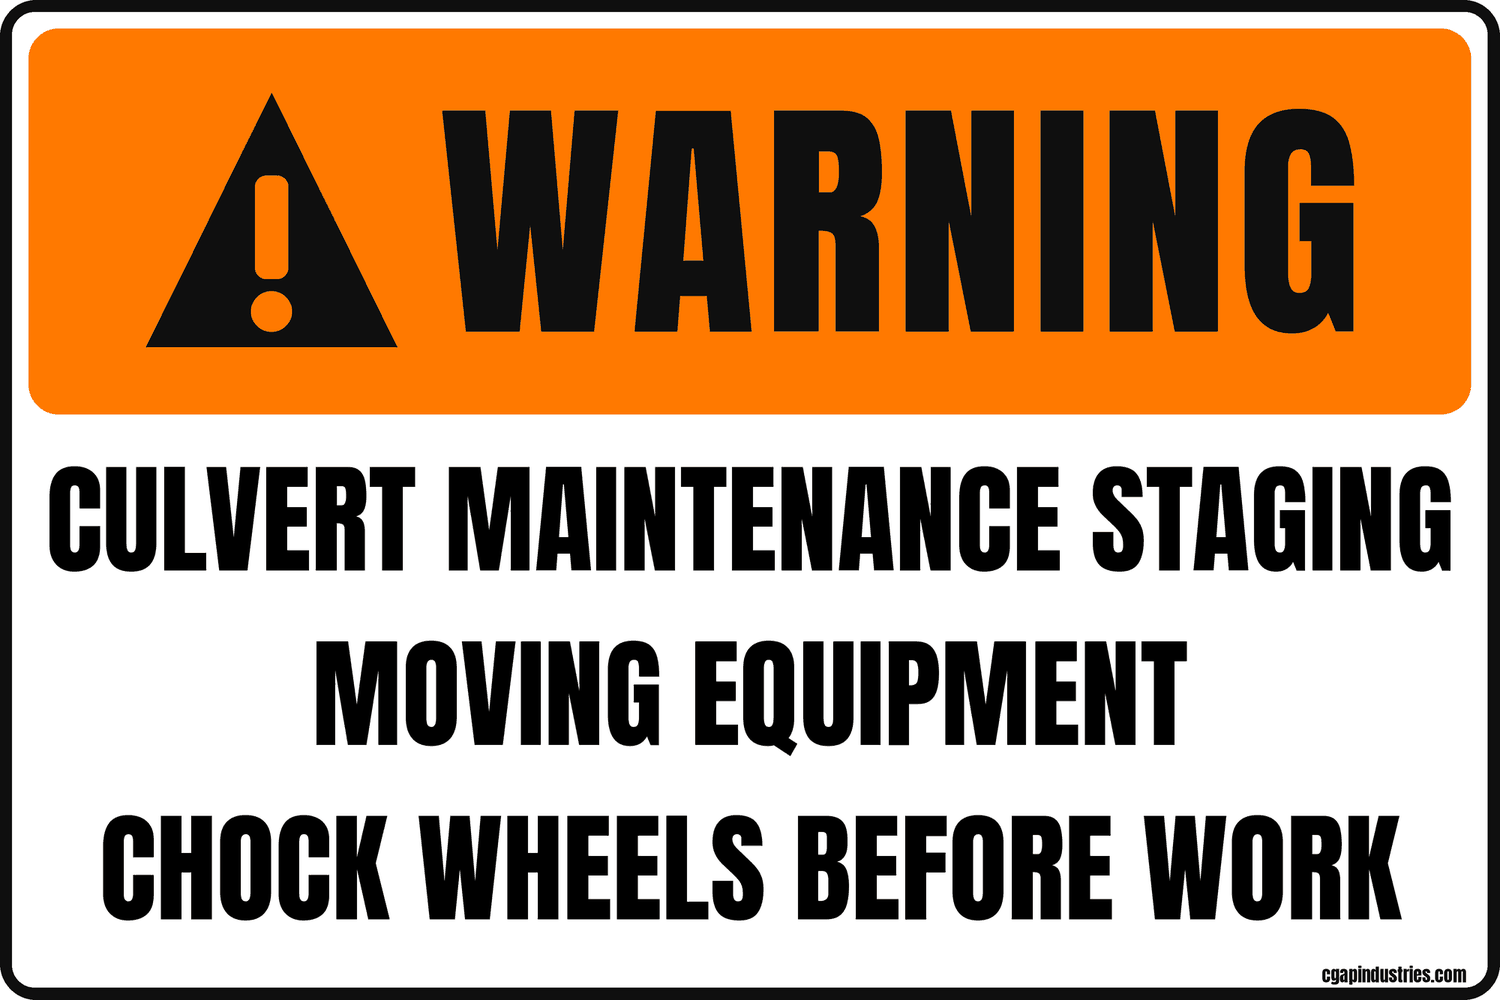 WARNING
CULVERT MAINTENANCE STAGING
MOVING EQUIPMENT
CHOCK WHEELS BEFORE WORK
cgapindustries.com